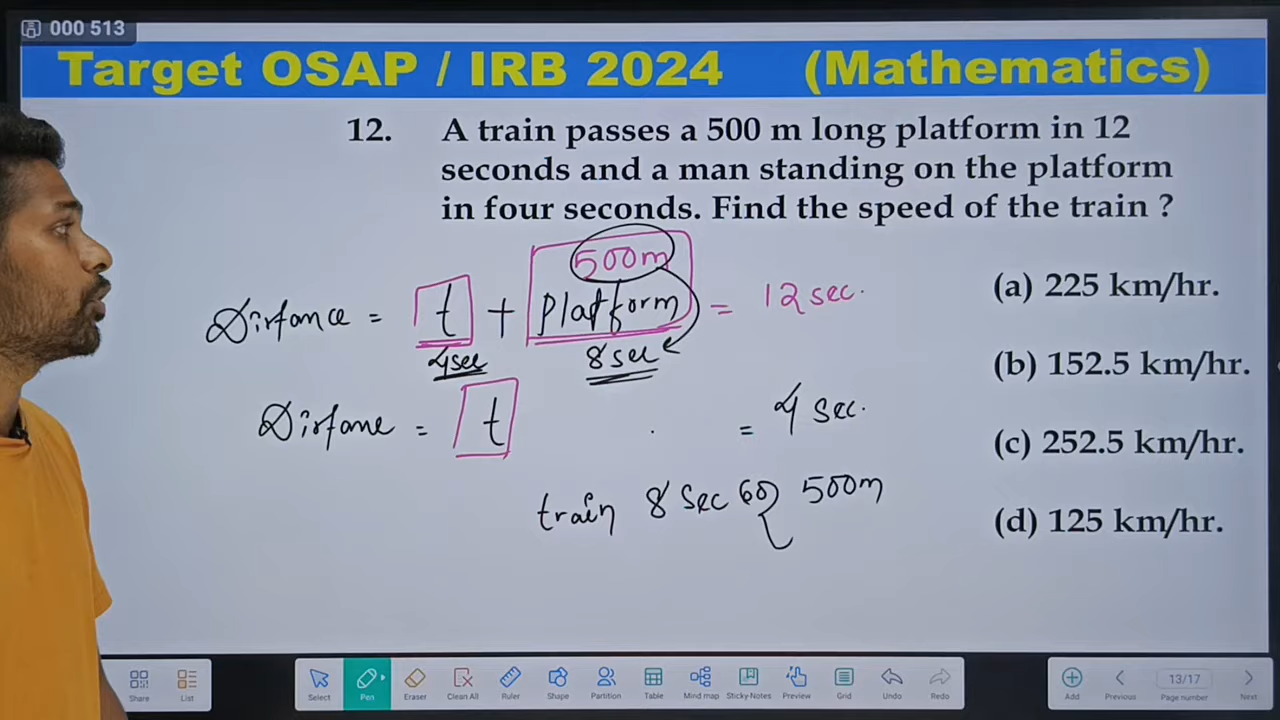 000 513
Target OSAP / IRB 2024 (Mathematics)
12. A train passes a 500 m long platform in 12
seconds and a man standing on the platform
in four seconds. Find the speed of the train ?
500m
Distance = t + platform = 12 sec.
4sec 8 sec
Distane = t = 4 sec.
train 8 sec 500m
(a) 225 km/hr.
(b) 152.5 km/hr.
(c) 252.5 km/hr.
(d) 125 km/hr.
Share List Select Pen Eraser Clean All Ruler Shape Partition Table Mind map Sticky-Notes Preview Grid Undo Redo Add Previous 13/17 Page number Next